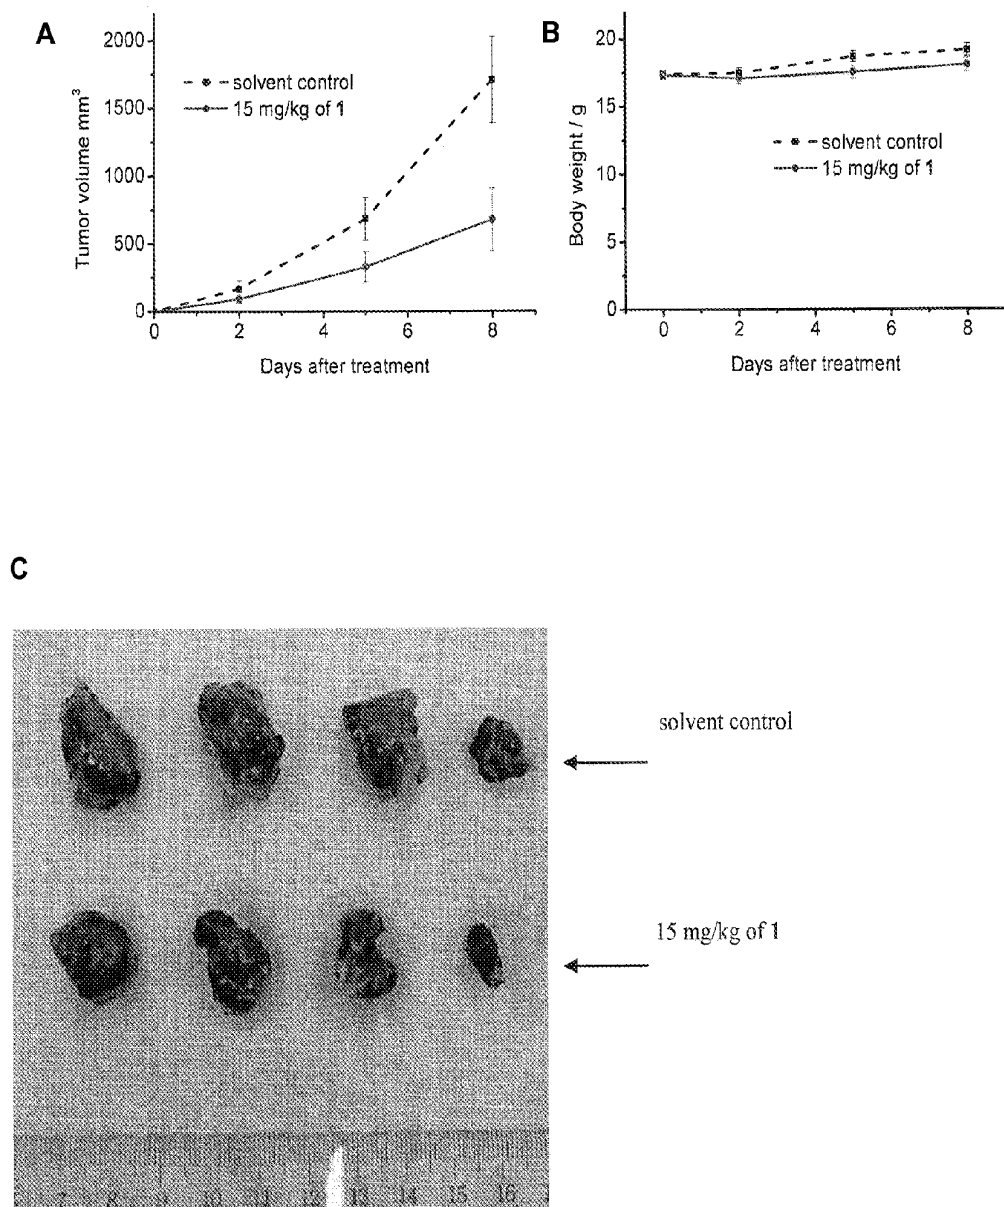 A
Tumor volume mm³
2000
1500
1000
500
0
0 2 4 6 8
Days after treatment
solvent control
15 mg/kg of 1
B
Body weight / g
20
15
10
5
0
0 2 4 6 8
Days after treatment
solvent control
15 mg/kg of 1
C
solvent control
15 mg/kg of 1
7 8 9 10 11 12 13 14 15 16